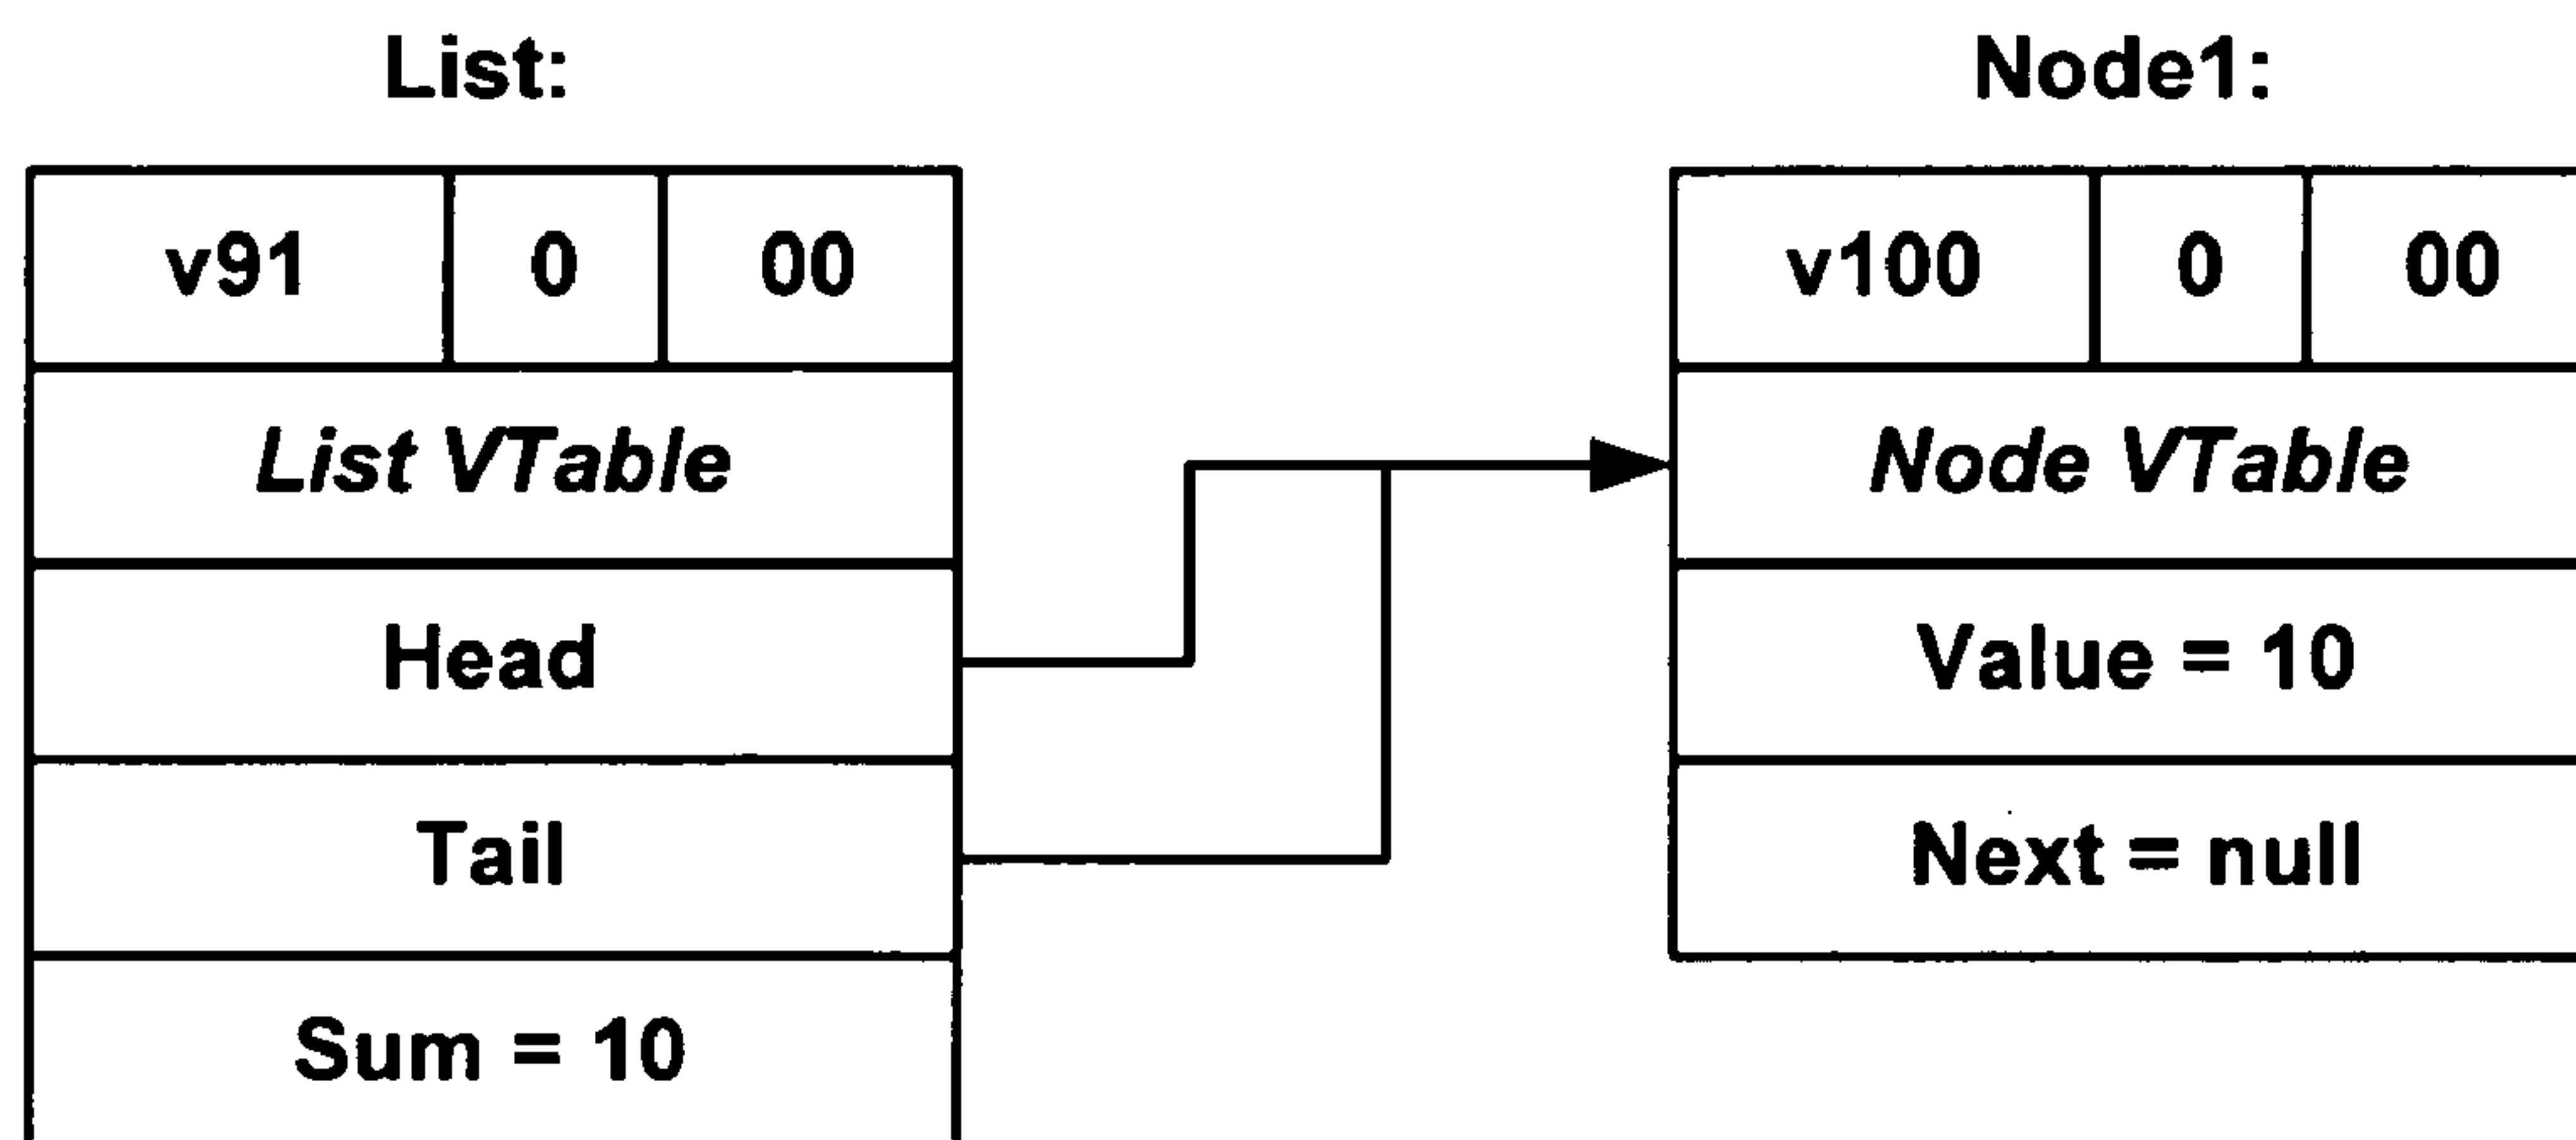 List:
v91 0 00
List VTable
Head
Tail
Sum = 10
Node1:
v100 0 00
Node VTable
Value = 10
Next = null